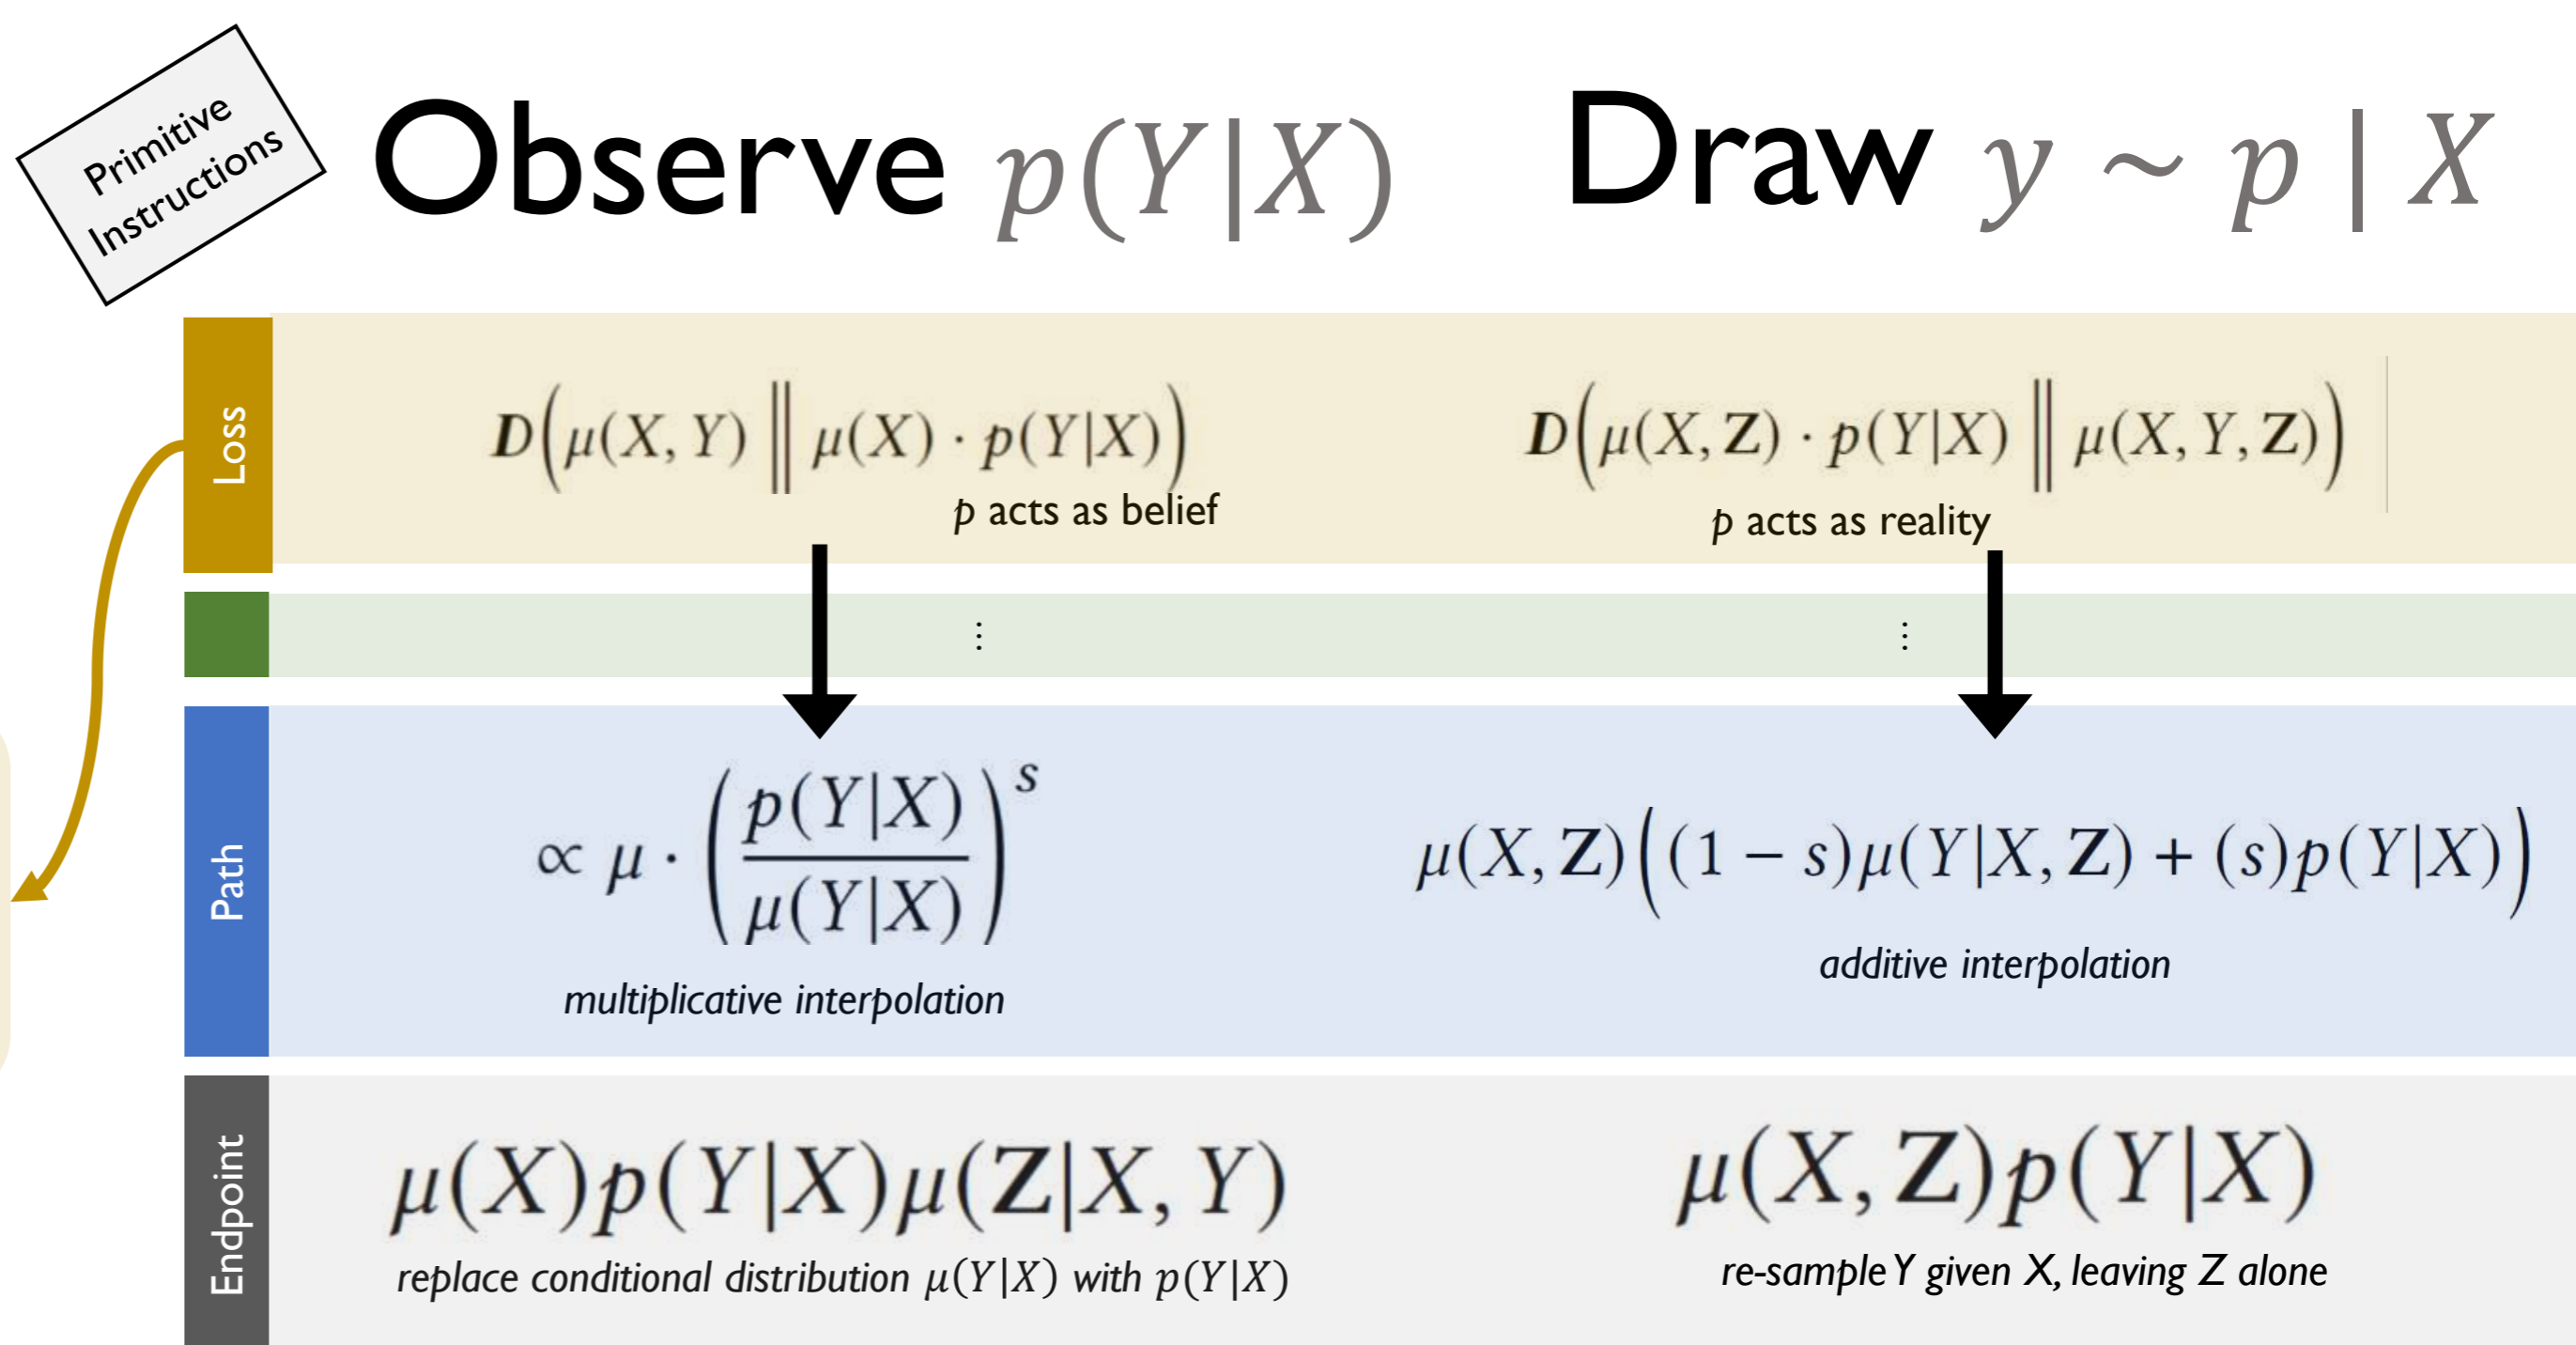 Primitive
Instructions
Observe p(Y|X)
Draw y ~ p | X
Loss
D(μ(X, Y) ‖ μ(X) · p(Y|X))
p acts as belief
D(μ(X, Z) · p(Y|X) ‖ μ(X, Y, Z))
p acts as reality
⋮
⋮
Path
∝ μ · (p(Y|X) / μ(Y|X))^s
multiplicative interpolation
μ(X, Z)((1 − s)μ(Y|X, Z) + (s)p(Y|X))
additive interpolation
Endpoint
μ(X)p(Y|X)μ(Z|X, Y)
replace conditional distribution μ(Y|X) with p(Y|X)
μ(X, Z)p(Y|X)
re-sample Y given X, leaving Z alone